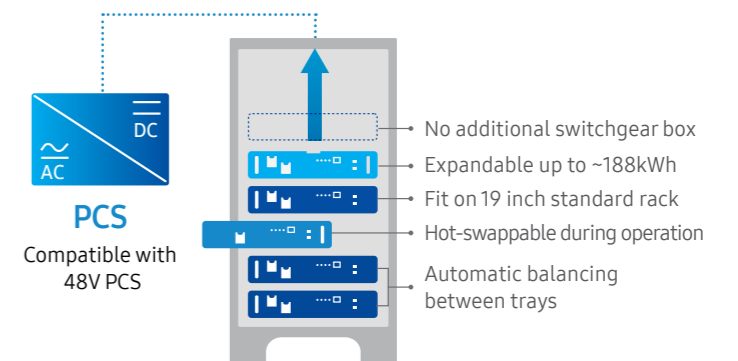 DC
AC
PCS
Compatible with
48V PCS
No additional switchgear box
Expandable up to ~188kWh
Fit on 19 inch standard rack
Hot-swappable during operation
Automatic balancing
between trays